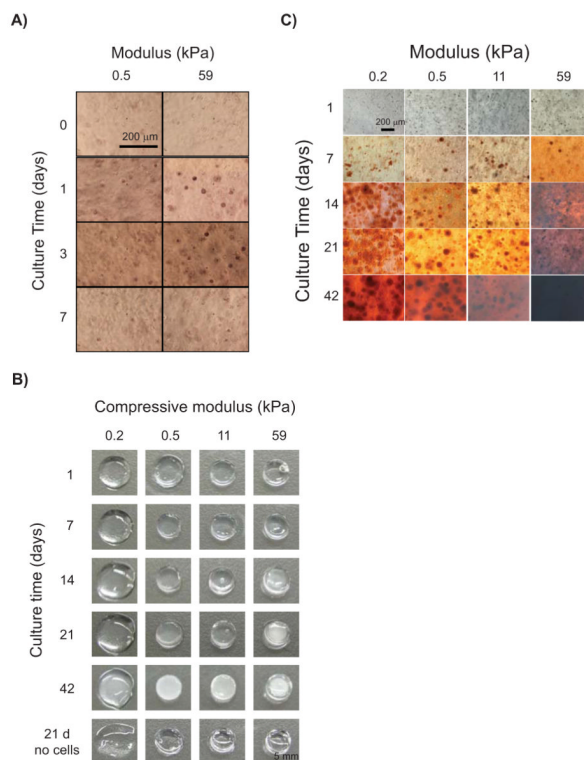 A)
Modulus (kPa)
0.5 59
0
200 μm
1
3
7
Culture Time (days)
C)
Modulus (kPa)
0.2 0.5 11 59
1
200 μm
7
14
21
42
Culture Time (days)
B)
Compressive modulus (kPa)
0.2 0.5 11 59
1
7
14
21
42
21 d
no cells
5 mm
Culture time (days)